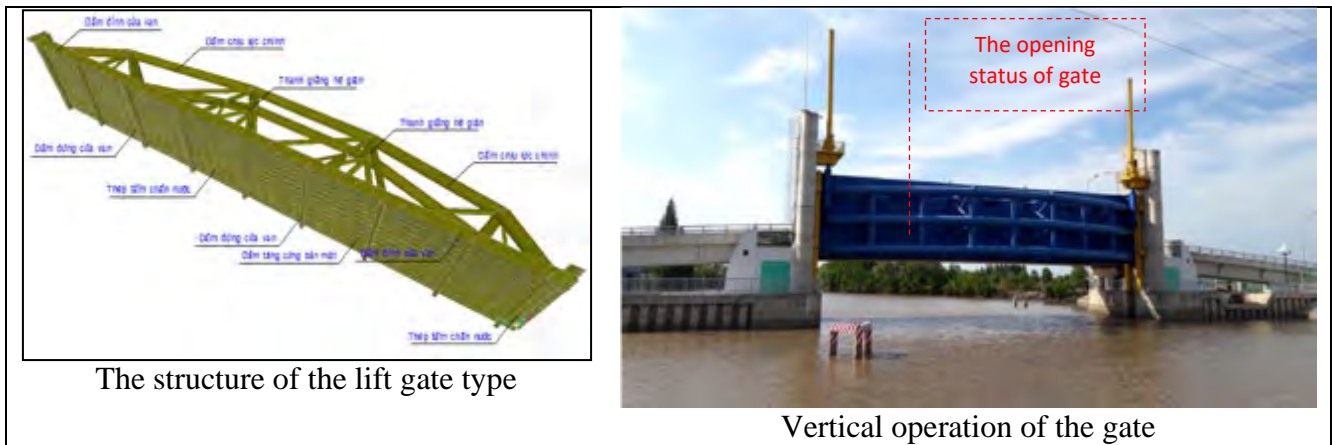 Dầm đỉnh cửa van
Dầm chịu lực chính
Thanh giằng hệ giàn
Thanh giằng hệ giàn
Dầm chịu lực chính
Dầm đứng cửa van
Thép tấm chắn nước
Dầm đứng cửa van
Dầm tăng cứng bản mặt
Dầm đỉnh cửa van
Thép tấm chắn nước
The structure of the lift gate type
The opening
status of gate
Vertical operation of the gate